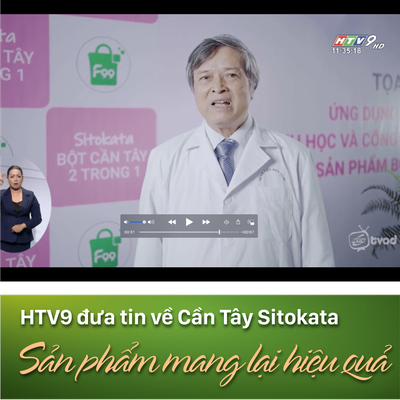 HTV9 HD
11:35:18
Sitokata
TÂY
1
F99
TỌA
ỨNG DỤNG
HỌC VÀ CÔNG
SẢN PHẨM
Sitokata
BỘT CẦN TÂY
2 TRONG 1
F99
tvod
HTV9 đưa tin về Cần Tây Sitokata
Sản phẩm mang lại hiệu quả